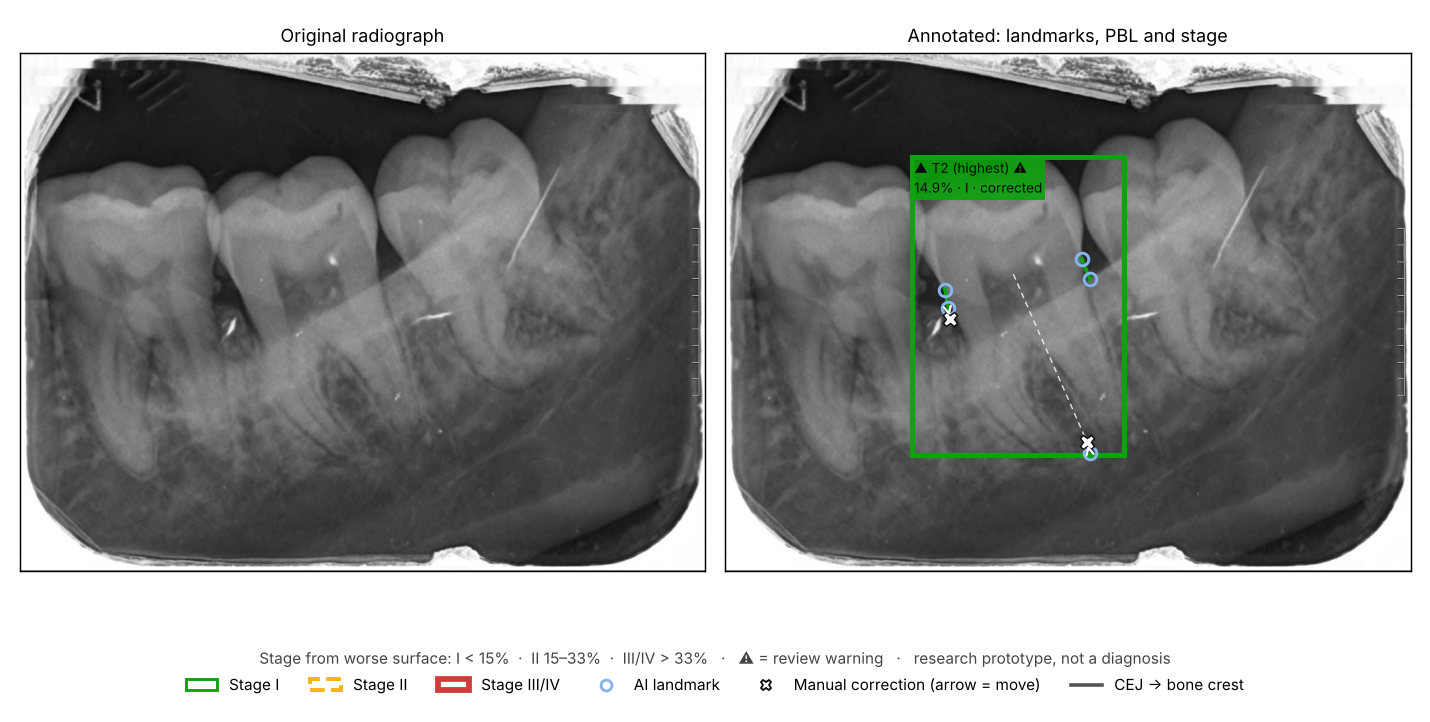 Original radiograph
Annotated: landmarks, PBL and stage
▲ T2 (highest) ⚠
14.9% · I · corrected
Stage from worse surface: I < 15% · II 15–33% · III/IV > 33% · ⚠ = review warning · research prototype, not a diagnosis
Stage I
Stage II
Stage III/IV
AI landmark
Manual correction (arrow = move)
CEJ → bone crest